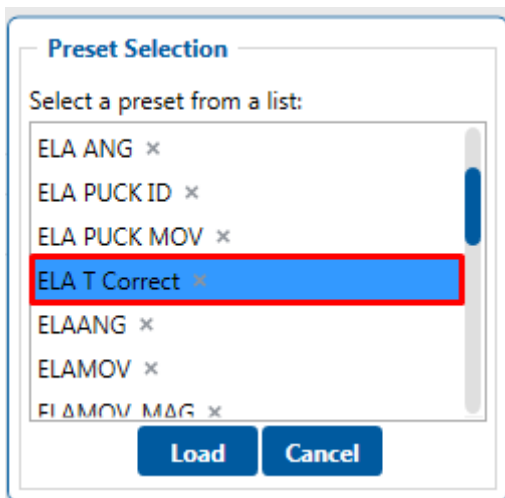 Preset Selection
Select a preset from a list:
ELA ANG ×
ELA PUCK ID ×
ELA PUCK MOV ×
ELA T Correct ×
ELAANG ×
ELAMOV ×
ELAMOV_MAG ×
Load Cancel